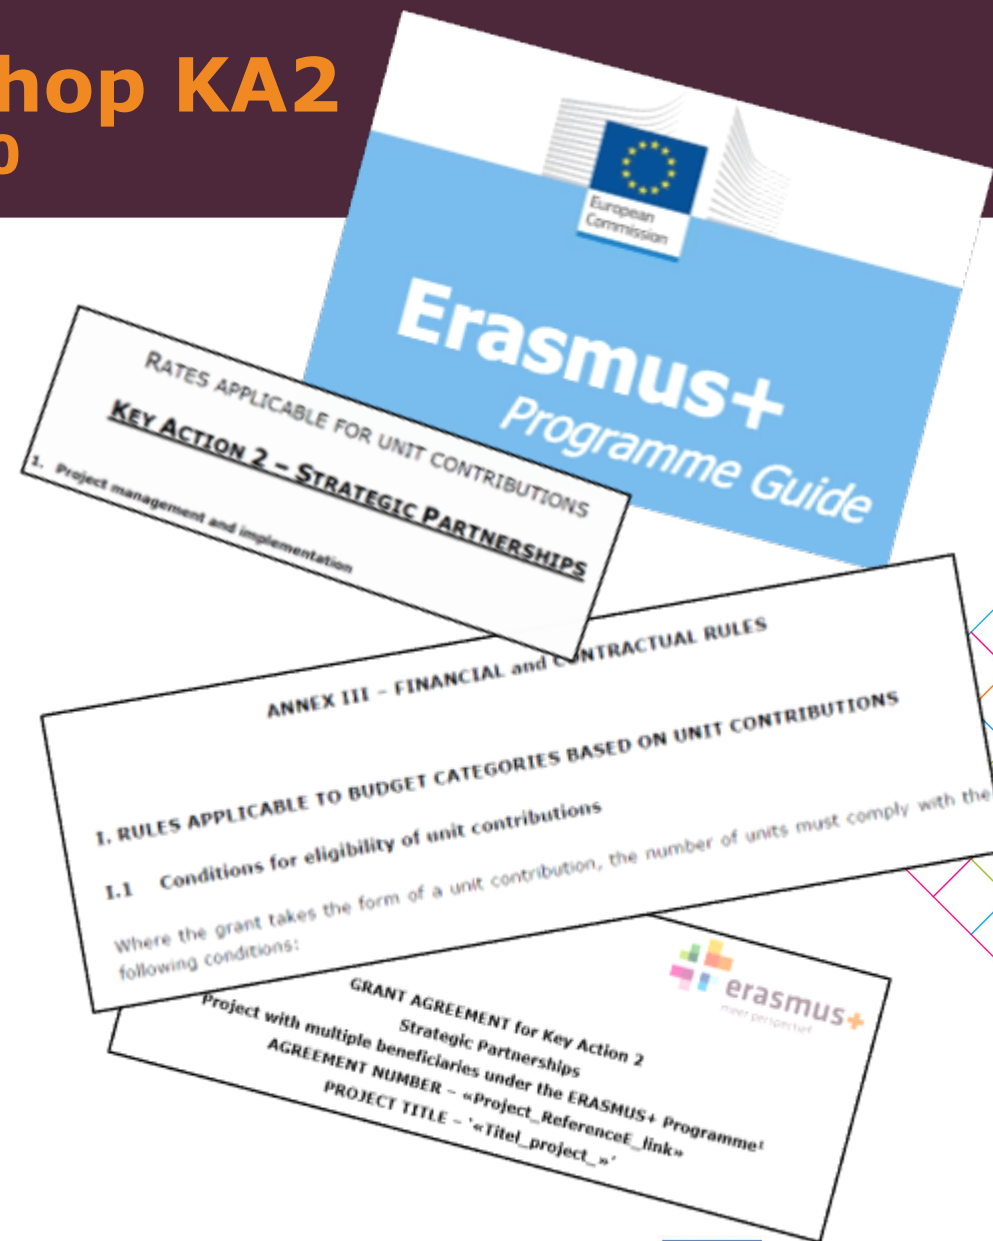 hop KA2
0
European
Commission
Erasmus+
Programme Guide
RATES APPLICABLE FOR UNIT CONTRIBUTIONS
KEY ACTION 2 – STRATEGIC PARTNERSHIPS
1. Project management and implementation
ANNEX III – FINANCIAL and CONTRACTUAL RULES
I. RULES APPLICABLE TO BUDGET CATEGORIES BASED ON UNIT CONTRIBUTIONS
I.1 Conditions for eligibility of unit contributions
Where the grant takes the form of a unit contribution, the number of units must comply with the
following conditions:
erasmus+
meer perspectief
GRANT AGREEMENT for Key Action 2
Strategic Partnerships
Project with multiple beneficiaries under the ERASMUS+ Programme¹
AGREEMENT NUMBER – «Project_ReferenceE_link»
PROJECT TITLE – '«Titel_project_»'